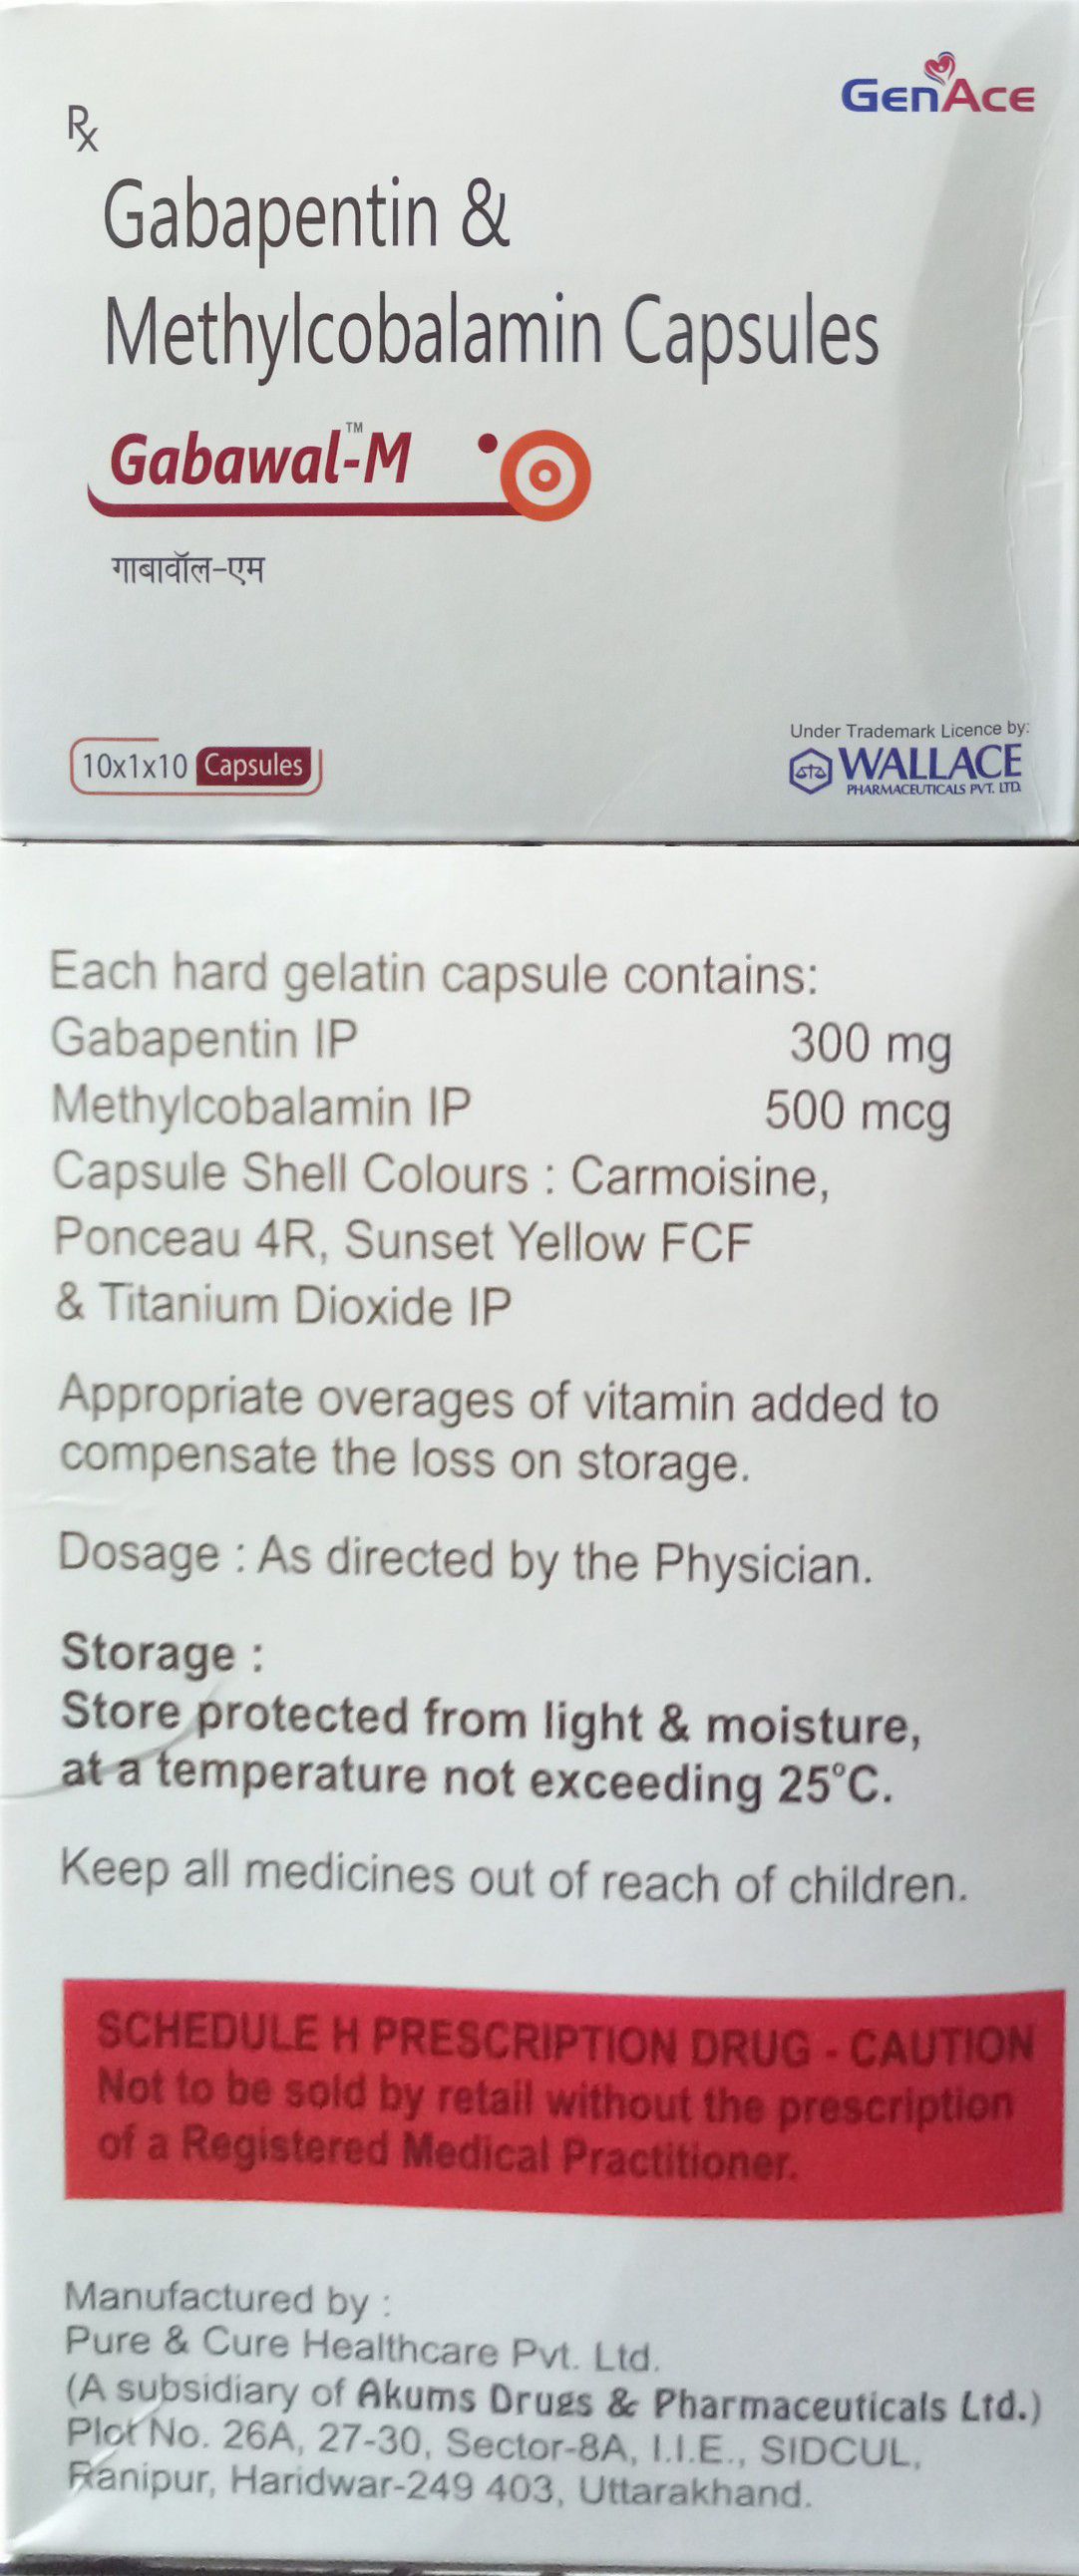 GenAce
Rx
Gabapentin &
Methylcobalamin Capsules
Gabawal-M™
गाबावॉल-एम
10x1x10 Capsules
Under Trademark Licence by:
WALLACE
PHARMACEUTICALS PVT. LTD.
Each hard gelatin capsule contains:
Gabapentin IP 300 mg
Methylcobalamin IP 500 mcg
Capsule Shell Colours : Carmoisine,
Ponceau 4R, Sunset Yellow FCF
& Titanium Dioxide IP
Appropriate overages of vitamin added to
compensate the loss on storage.
Dosage : As directed by the Physician.
Storage :
Store protected from light & moisture,
at a temperature not exceeding 25°C.
Keep all medicines out of reach of children.
SCHEDULE H PRESCRIPTION DRUG - CAUTION
Not to be sold by retail without the prescription
of a Registered Medical Practitioner.
Manufactured by :
Pure & Cure Healthcare Pvt. Ltd.
(A subsidiary of Akums Drugs & Pharmaceuticals Ltd.)
Plot No. 26A, 27-30, Sector-8A, I.I.E., SIDCUL,
Ranipur, Haridwar-249 403, Uttarakhand.